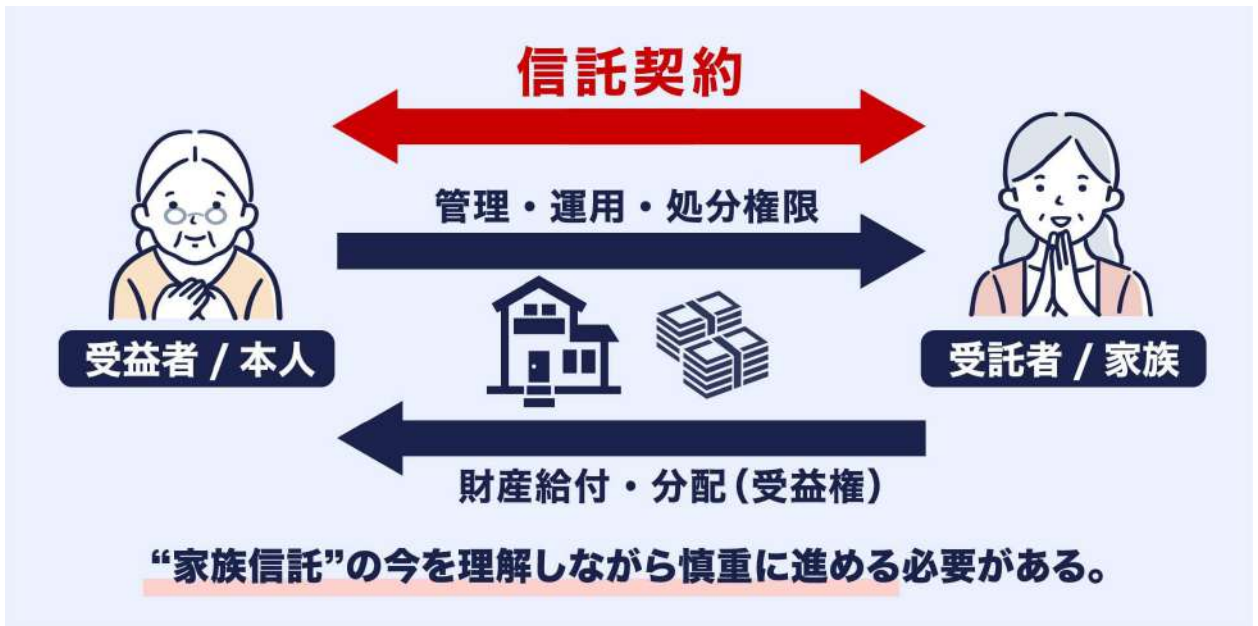 信託契約
管理・運用・処分権限
受益者 / 本人
受託者 / 家族
財産給付・分配(受益権)
“家族信託”の今を理解しながら慎重に進める必要がある。